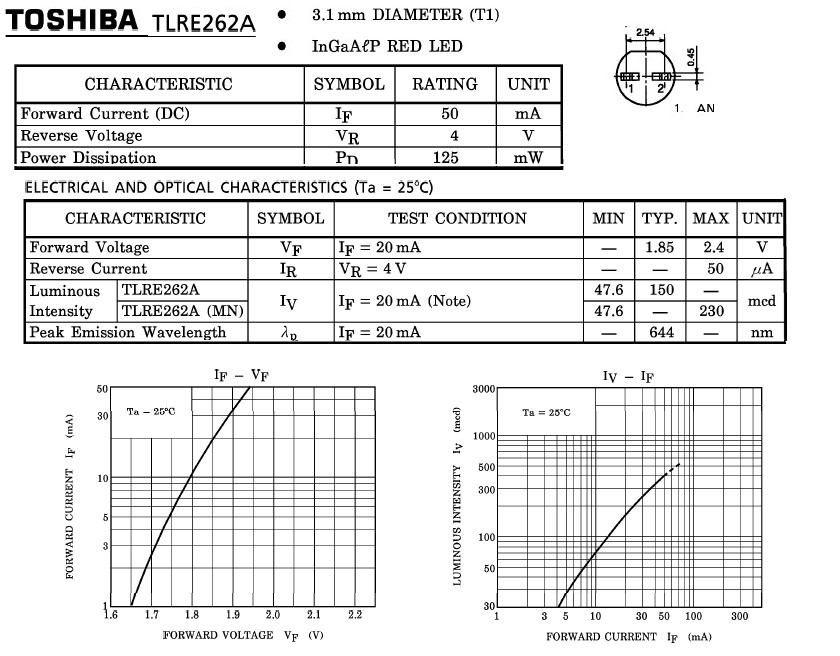 TOSHIBA TLRE262A
• 3.1 mm DIAMETER (T1)
• InGaAℓP RED LED
2.54
0.45
1 2
1. AN
CHARACTERISTIC SYMBOL RATING UNIT
Forward Current (DC) IF 50 mA
Reverse Voltage VR 4 V
Power Dissipation PD 125 mW
ELECTRICAL AND OPTICAL CHARACTERISTICS (Ta = 25°C)
CHARACTERISTIC SYMBOL TEST CONDITION MIN TYP. MAX UNIT
Forward Voltage VF IF = 20 mA — 1.85 2.4 V
Reverse Current IR VR = 4 V — — 50 μA
Luminous Intensity TLRE262A IV IF = 20 mA (Note) 47.6 150 — mcd
TLRE262A (MN) 47.6 — 230
Peak Emission Wavelength λp IF = 20 mA — 644 — nm
IF – VF
Ta – 25°C
FORWARD CURRENT IF (mA)
50
30
10
5
3
1
1.6 1.7 1.8 1.9 2.0 2.1 2.2
FORWARD VOLTAGE VF (V)
IV – IF
Ta = 25°C
LUMINOUS INTENSITY IV (mcd)
3000
1000
500
300
100
50
30
1 3 5 10 30 50 100 300
FORWARD CURRENT IF (mA)